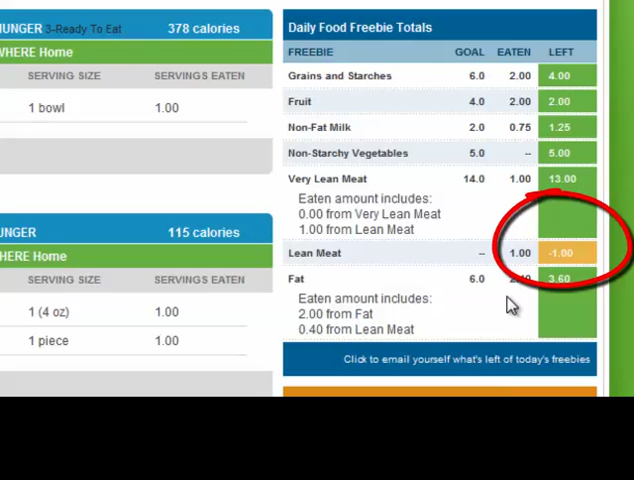 HUNGER 3-Ready To Eat 378 calories
WHERE Home
SERVING SIZE SERVINGS EATEN
1 bowl 1.00
HUNGER 115 calories
HERE Home
SERVING SIZE SERVINGS EATEN
1 (4 oz) 1.00
1 piece 1.00
Daily Food Freebie Totals
FREEBIE GOAL EATEN LEFT
Grains and Starches 6.0 2.00 4.00
Fruit 4.0 2.00 2.00
Non-Fat Milk 2.0 0.75 1.25
Non-Starchy Vegetables 5.0 -- 5.00
Very Lean Meat 14.0 1.00 13.00
Eaten amount includes:
0.00 from Very Lean Meat
1.00 from Lean Meat
Lean Meat -- 1.00 -1.00
Fat 6.0 2.40 3.60
Eaten amount includes:
2.00 from Fat
0.40 from Lean Meat
Click to email yourself what's left of today's freebies